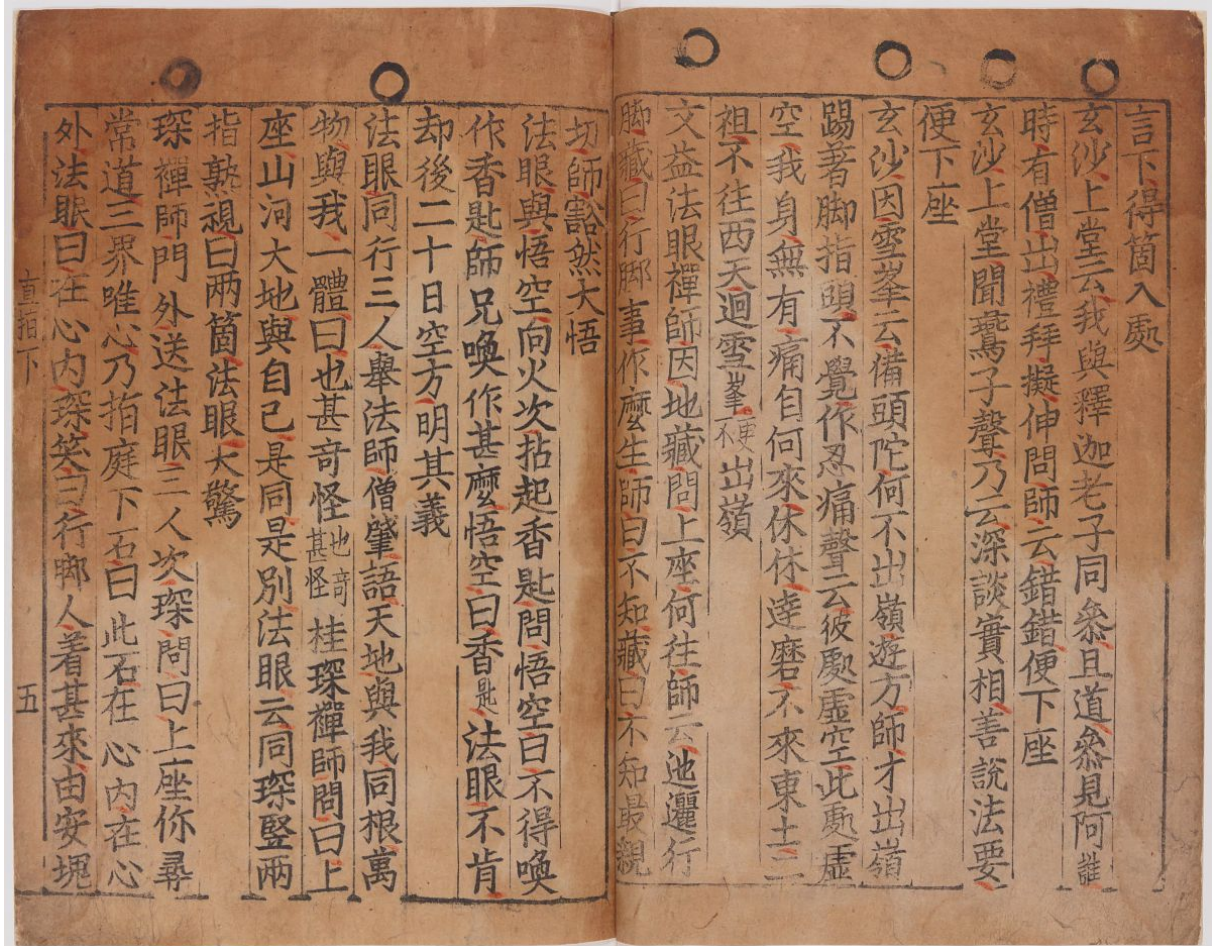 言下得箇入處
玄沙上堂云我與釋迦老子同叅且道叅見阿誰
時有僧出禮拜擬伸問師云錯錯便下座
玄沙上堂聞鷰子聲乃云深談實相善說法要
便下座
玄沙因雪峯云備頭陀何不出嶺遊方師才出嶺
踢著脚指頭不覺作忍痛聲云彼處虛空此處虛
空我身無有痛自何來休休達磨不來東土二
祖不往西天迴雪峯更不出嶺
文益法眼禪師因地藏問上座何往師云迆邐行
脚藏曰行脚事作麽生師曰不知藏曰不知最親
切師豁然大悟
法眼與悟空向火次拈起香匙問悟空曰不得喚
作香匙師兄喚作甚麽悟空曰香匙法眼不肯
却後二十日空方明其義
法眼同行三人舉法師僧肇語天地與我同根萬
物與我一體曰也甚奇怪也奇甚怪桂琛禪師問曰上
座山河大地與自己是同是別法眼云同琛竪兩
指熟視曰兩箇法眼大驚
琛禪師門外送法眼三人次琛問曰上座你尋
常道三界唯心乃指庭下石曰此石在心內在心
外法眼曰在心內琛笑曰行脚人着甚來由安塊
直指下 五